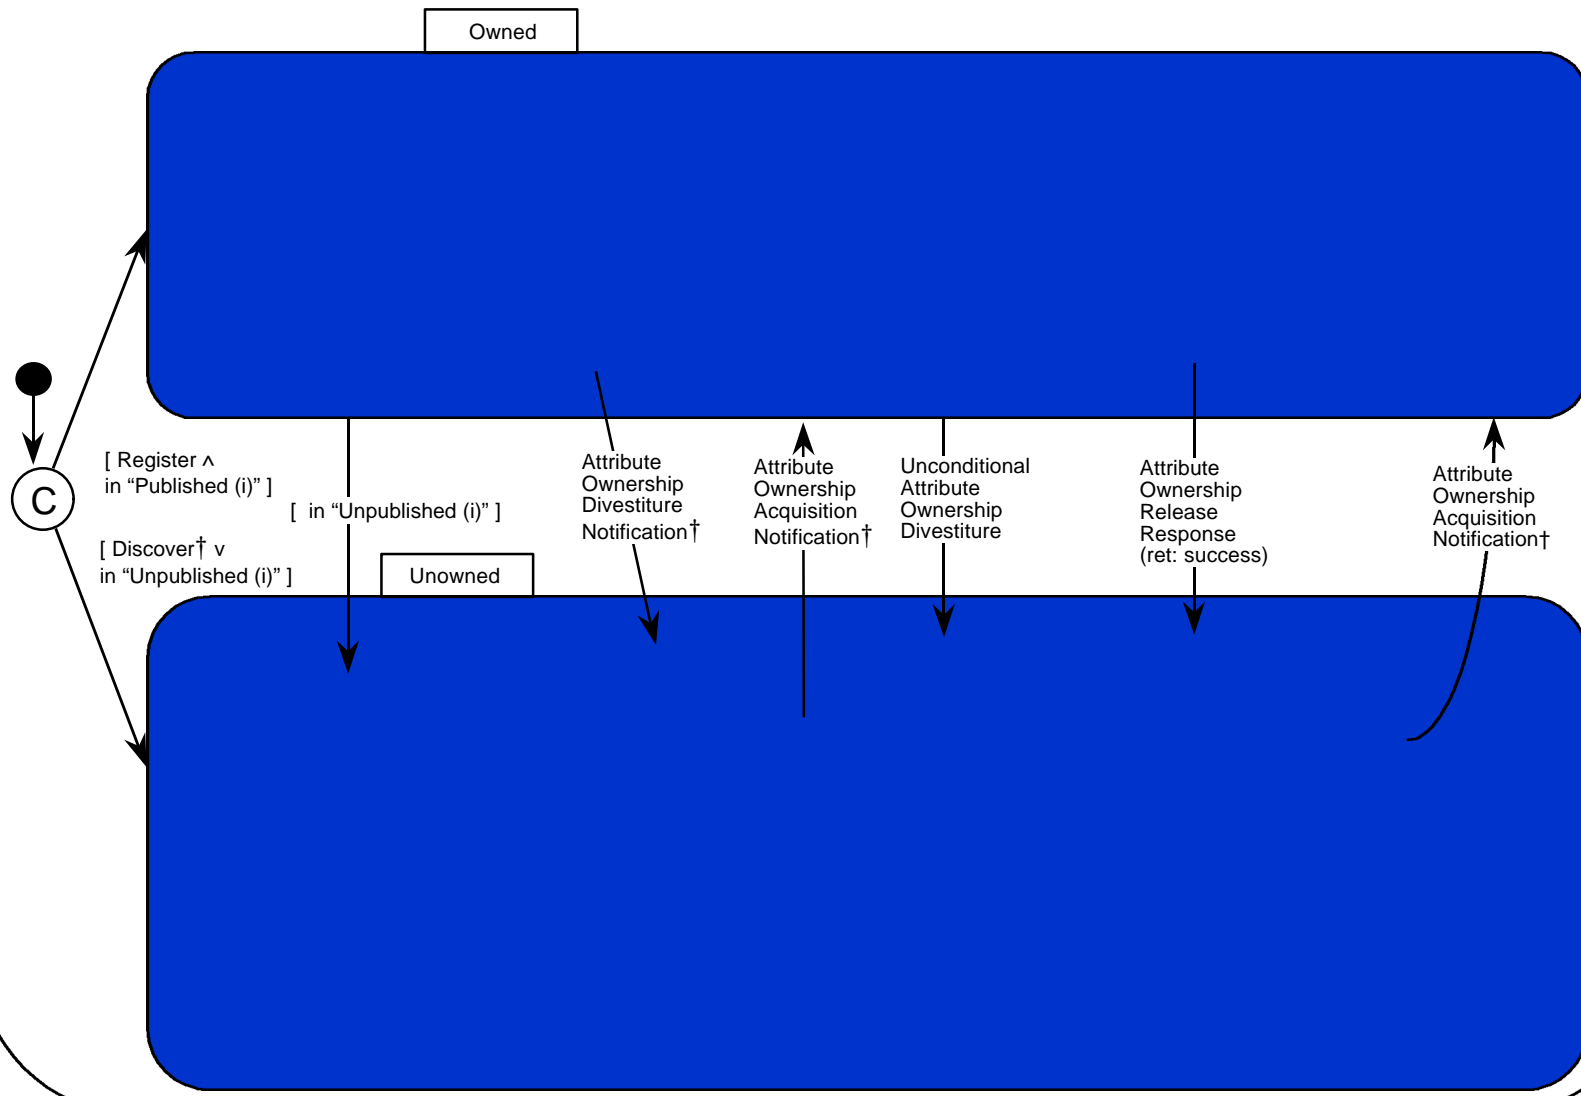 Owned
[ Register ^
in “Published (i)” ]
C
[ in “Unpublished (i)” ]
[ Discover† v
in “Unpublished (i)” ]
Attribute
Ownership
Divestiture
Notification†
Attribute
Ownership
Acquisition
Notification†
Unconditional
Attribute
Ownership
Divestiture
Attribute
Ownership
Release
Response
(ret: success)
Attribute
Ownership
Acquisition
Notification†
Unowned